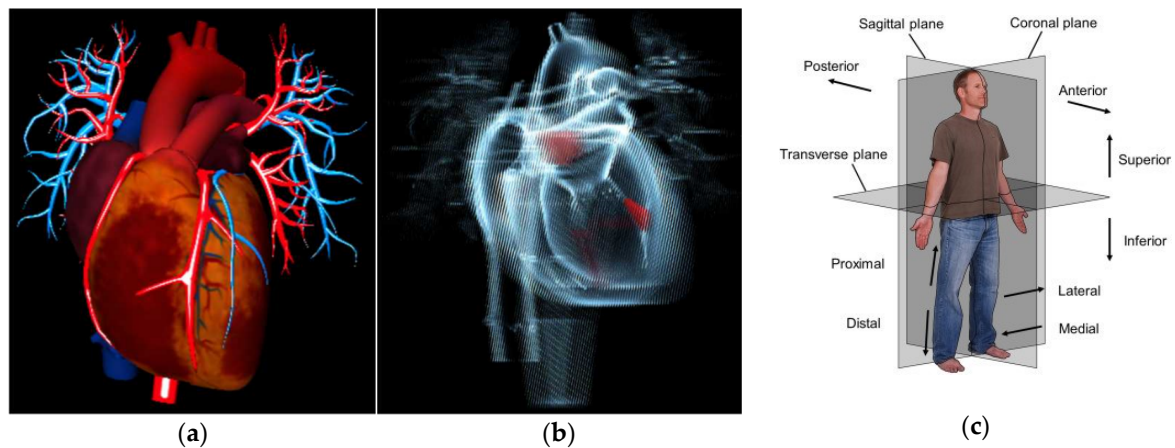 Sagittal plane
Coronal plane
Posterior
Anterior
Transverse plane
Superior
Inferior
Proximal
Lateral
Distal
Medial
(a)
(b)
(c)